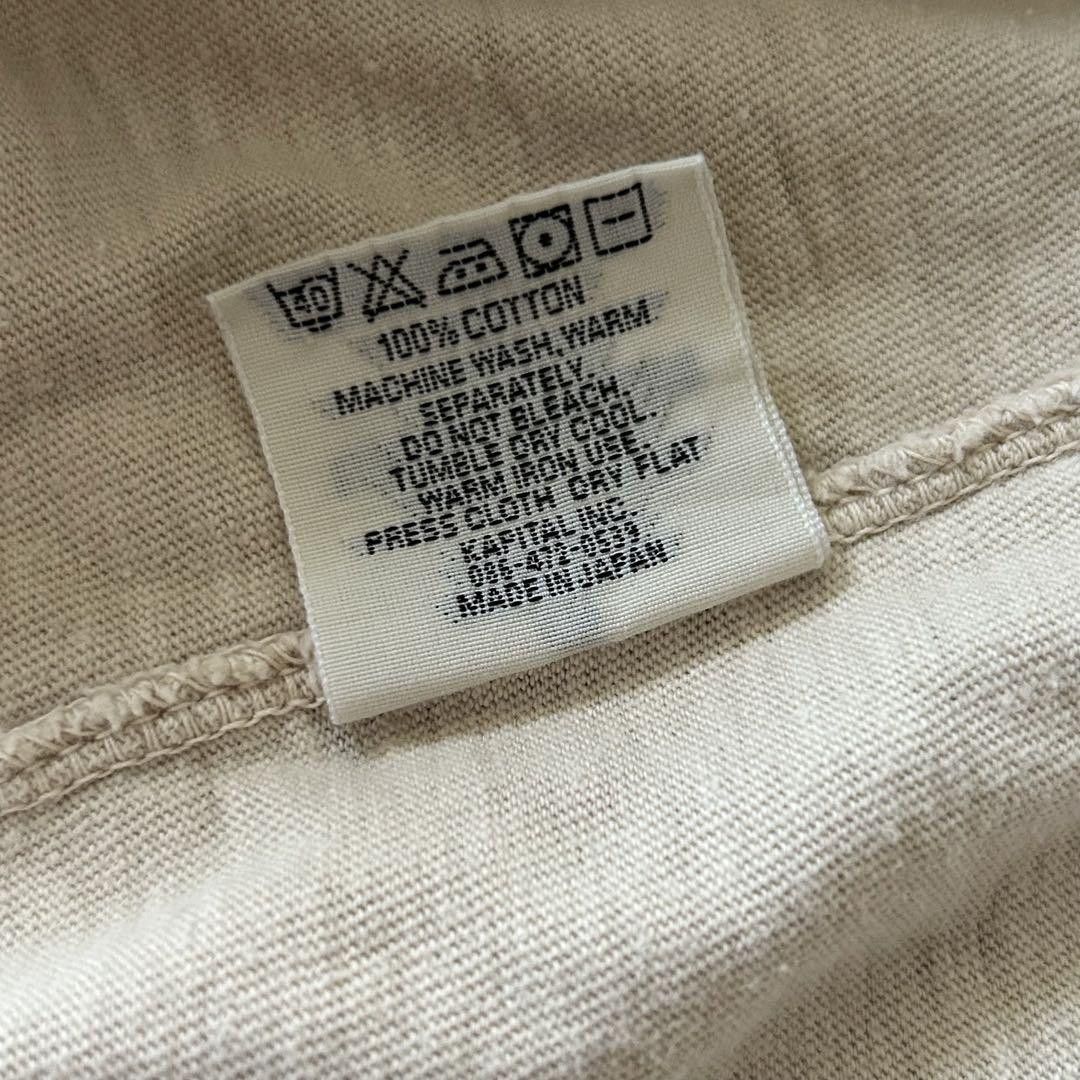 40
100% COTTON
MACHINE WASH, WARM
SEPARATELY.
DO NOT BLEACH.
TUMBLE DRY COOL.
WARM IRON USE.
PRESS CLOTH DRY FLAT
KAPITAL INC.
MADE IN JAPAN